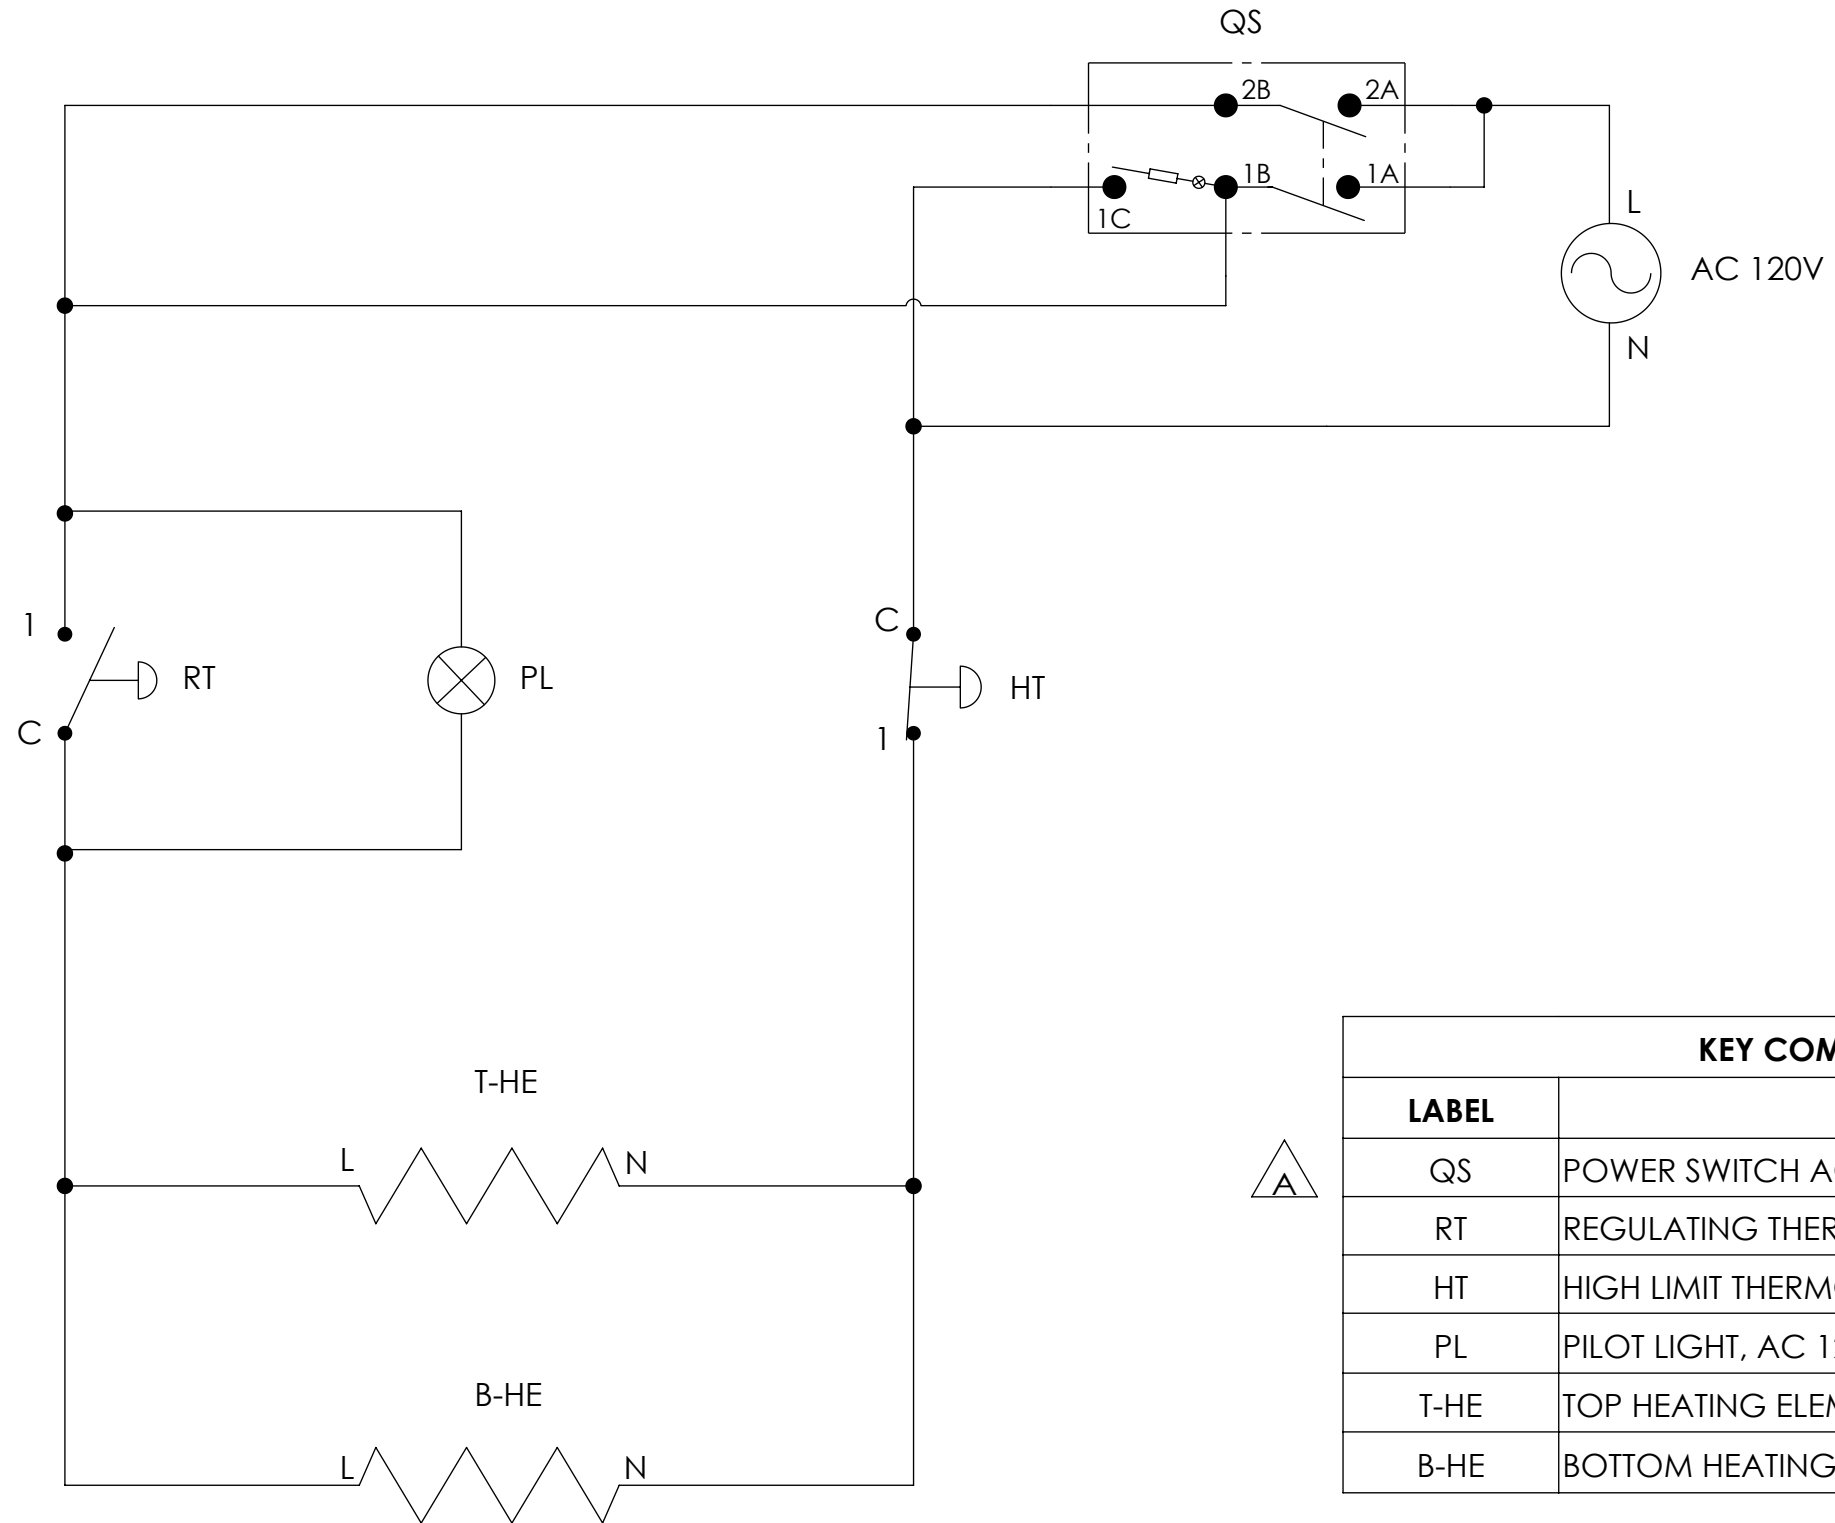 QS
2B 2A
1B 1A
1C
L
AC 120V
N
1
RT
PL
C
C
HT
1
T-HE
L N
B-HE
L N
A
KEY COM
LABEL
QS POWER SWITCH A
RT REGULATING THER
HT HIGH LIMIT THERM
PL PILOT LIGHT, AC 1
T-HE TOP HEATING ELEM
B-HE BOTTOM HEATING